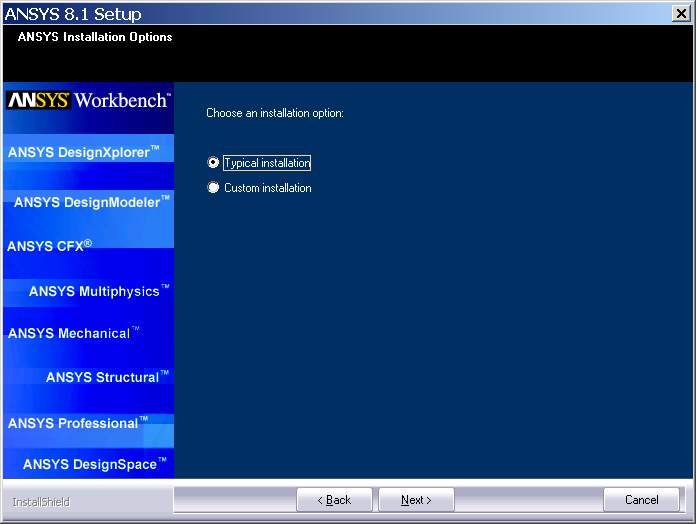 ANSYS 8.1 Setup
ANSYS Installation Options
ANSYS Workbench™
ANSYS DesignXplorer™
ANSYS DesignModeler™
ANSYS CFX®
ANSYS Multiphysics™
ANSYS Mechanical™
ANSYS Structural™
ANSYS Professional™
ANSYS DesignSpace™
Choose an installation option:
Typical installation
Custom installation
InstallShield
< Back
Next >
Cancel